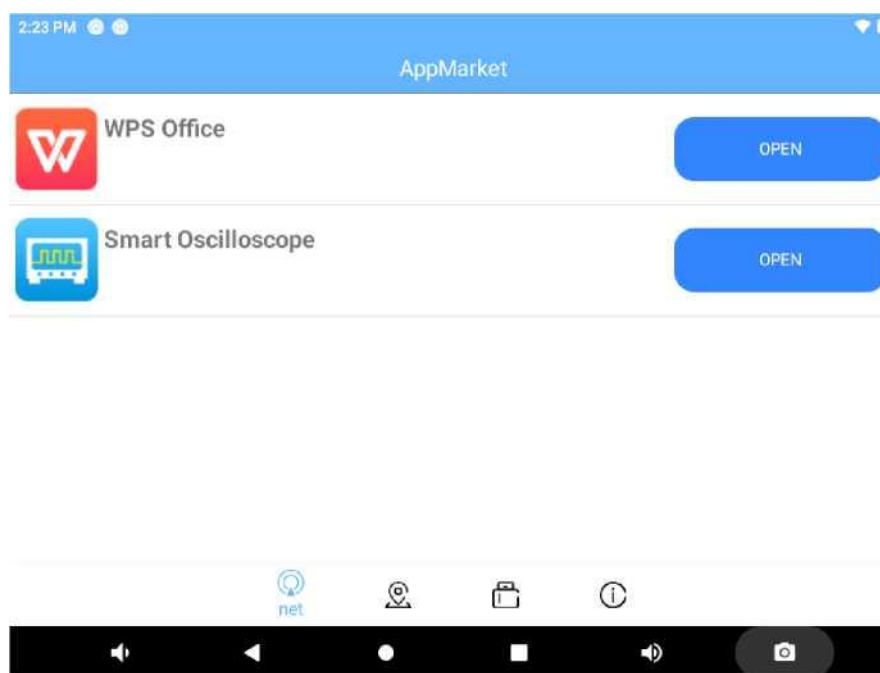 2:23 PM
AppMarket
WPS Office
OPEN
Smart Oscilloscope
OPEN
net